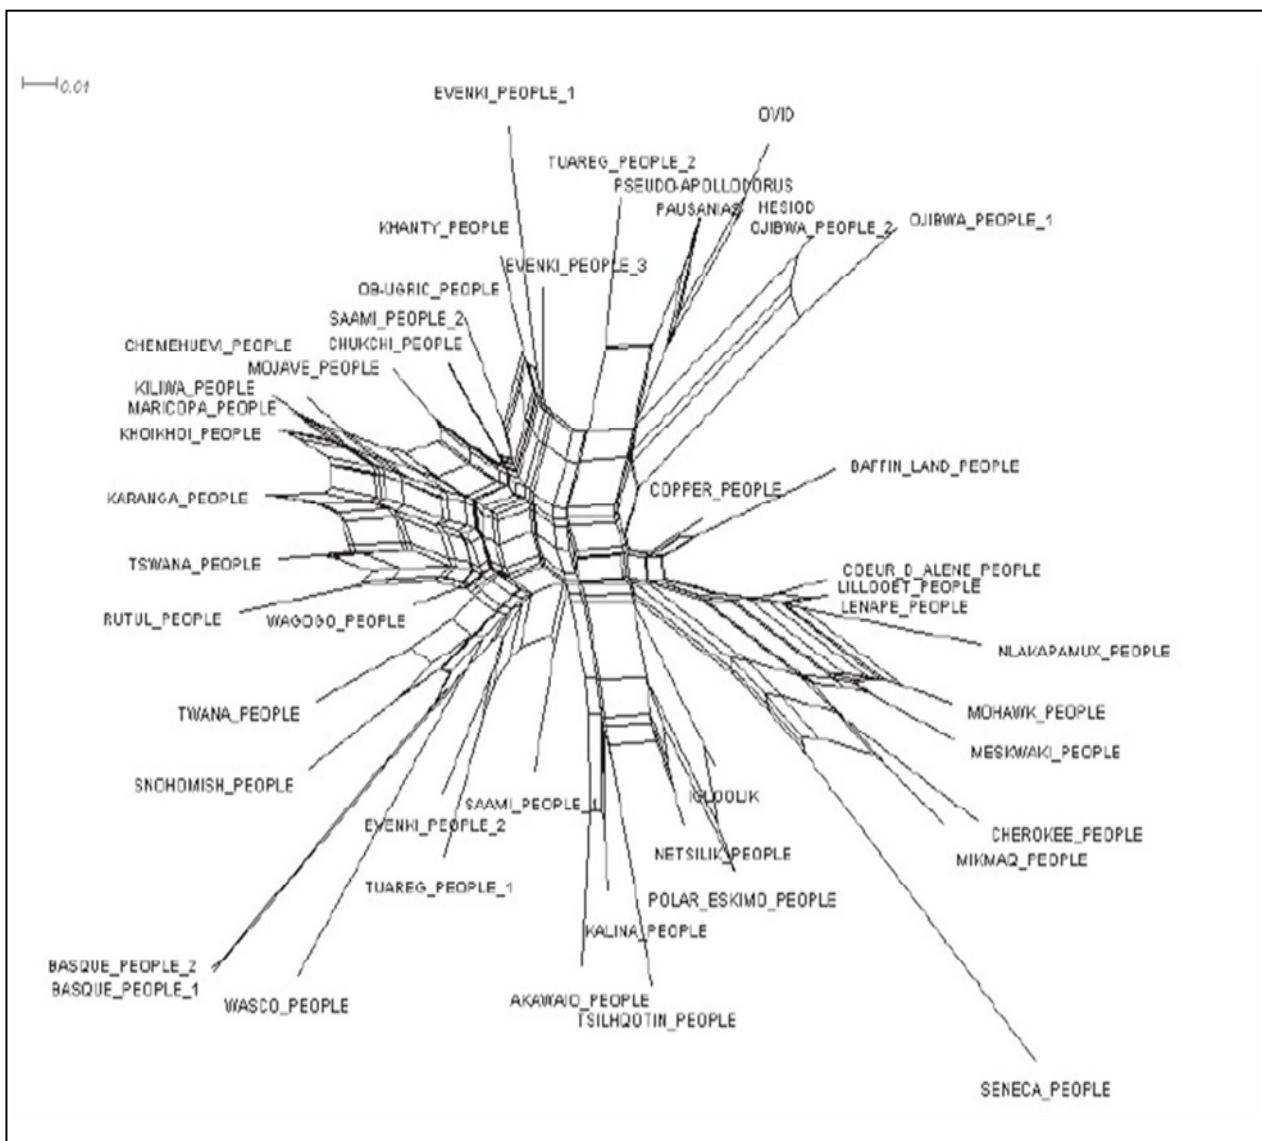 0.01
EVENKI_PEOPLE_1
OVID
TUAREG_PEOPLE_2
PSEUDO-APOLLODORUS
PAUSANIAS
HESIOD
OJIBWA_PEOPLE_2
OJIBWA_PEOPLE_1
KHANTY_PEOPLE
EVENKI_PEOPLE_3
OB-UGRIC_PEOPLE
SAAMI_PEOPLE_2
CHEMEHUEVI_PEOPLE
CHUKCHI_PEOPLE
MOJAVE_PEOPLE
KILIWA_PEOPLE
MARICOPA_PEOPLE
KHOIKHOI_PEOPLE
BAFFIN_LAND_PEOPLE
COPPER_PEOPLE
KARANGA_PEOPLE
TSWANA_PEOPLE
COEUR_D_ALENE_PEOPLE
LILLOOET_PEOPLE
LENAPE_PEOPLE
RUTUL_PEOPLE
WAGOGO_PEOPLE
NLAKAPAMUX_PEOPLE
TWANA_PEOPLE
MOHAWK_PEOPLE
MESKWAKI_PEOPLE
SNOHOMISH_PEOPLE
SAAMI_PEOPLE_1
IGLOOLIK
EVENKI_PEOPLE_2
CHEROKEE_PEOPLE
NETSILIK_PEOPLE
MIKMAQ_PEOPLE
TUAREG_PEOPLE_1
POLAR_ESKIMO_PEOPLE
KALINA_PEOPLE
BASQUE_PEOPLE_2
BASQUE_PEOPLE_1
WASCO_PEOPLE
AKAWAIO_PEOPLE
TSILHQOTIN_PEOPLE
SENECA_PEOPLE